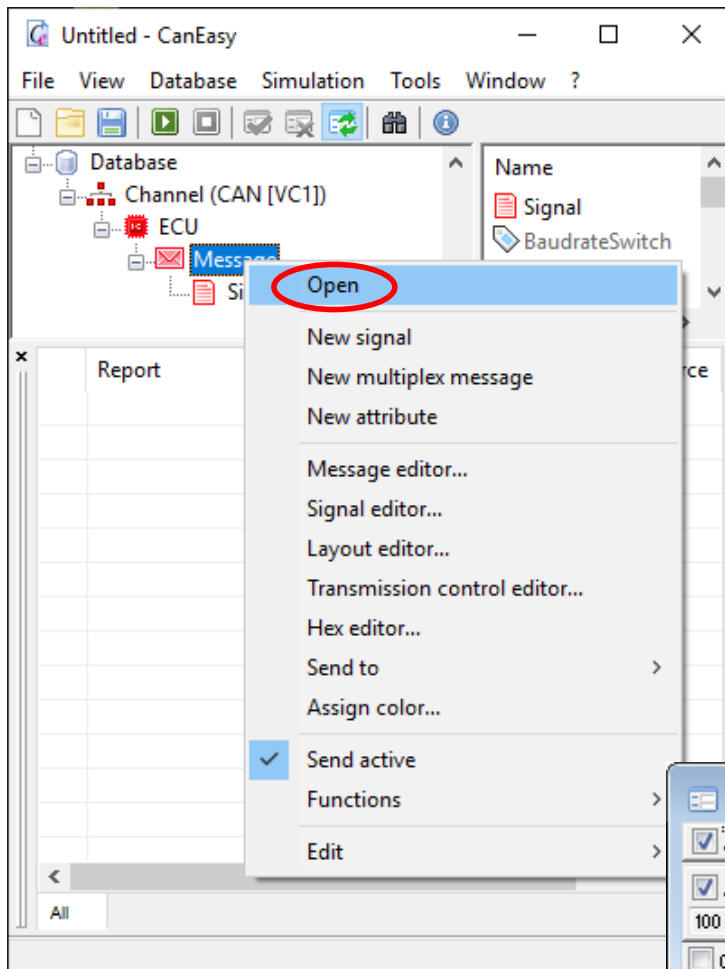 Untitled - CanEasy
File View Database Simulation Tools Window ?
Database
Channel (CAN [VC1])
ECU
Message
Si
Name
Signal
BaudrateSwitch
Open
New signal
New multiplex message
New attribute
Message editor...
Signal editor...
Layout editor...
Transmission control editor...
Hex editor...
Send to
Assign color...
Send active
Functions
Edit
Report
rce
All
100